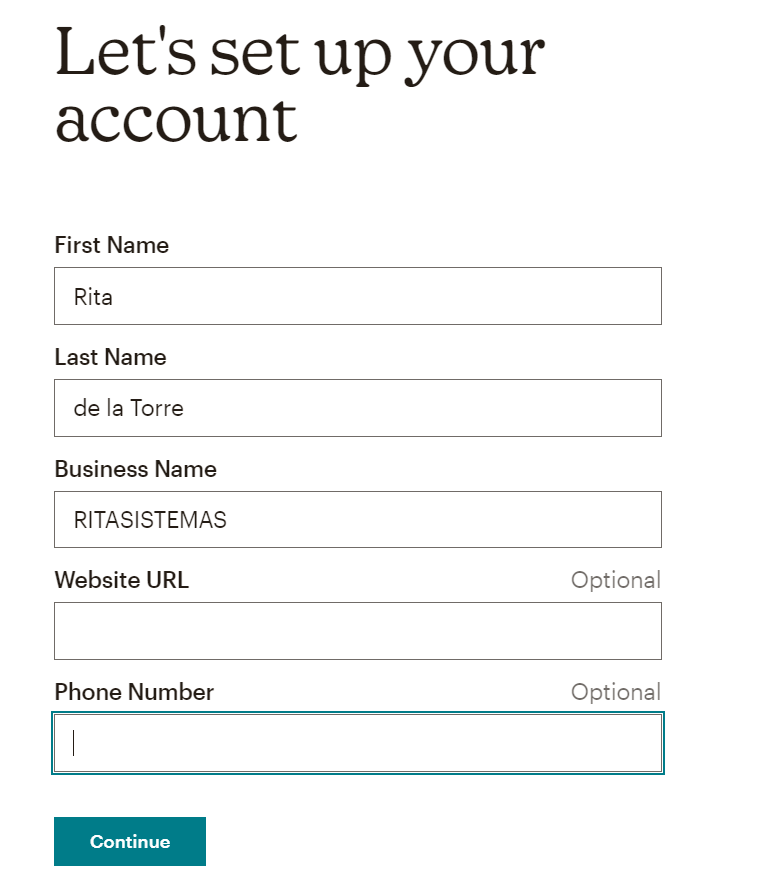 Let's set up your
account
First Name
Rita
Last Name
de la Torre
Business Name
RITASISTEMAS
Website URL Optional
Phone Number Optional
Continue